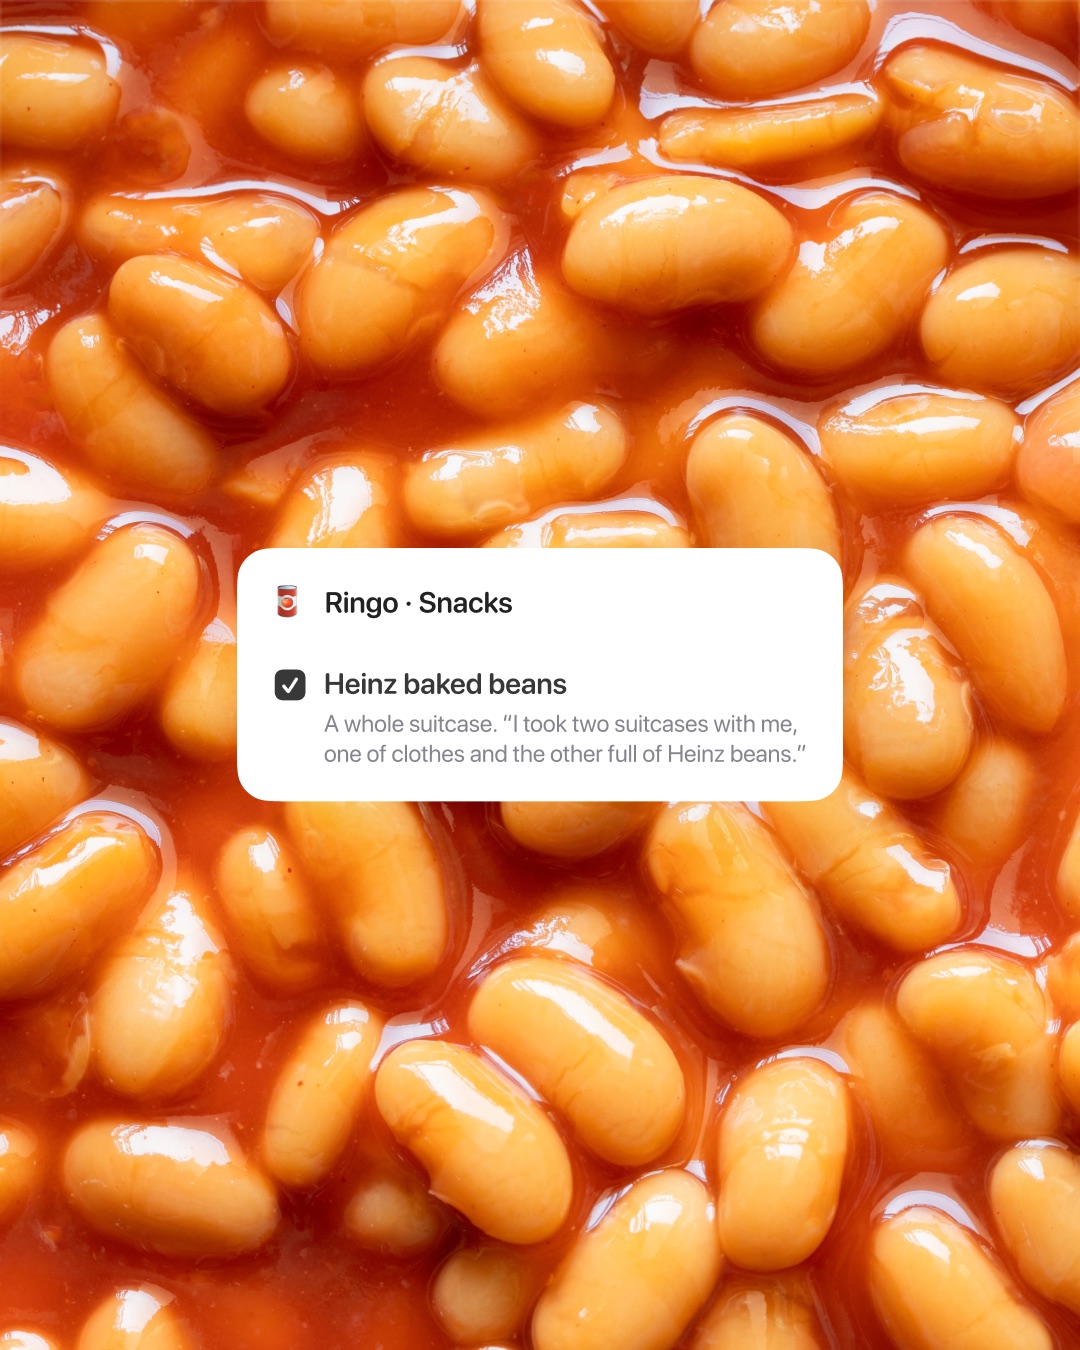 Ringo · Snacks
Heinz baked beans
A whole suitcase. “I took two suitcases with me,
one of clothes and the other full of Heinz beans.”